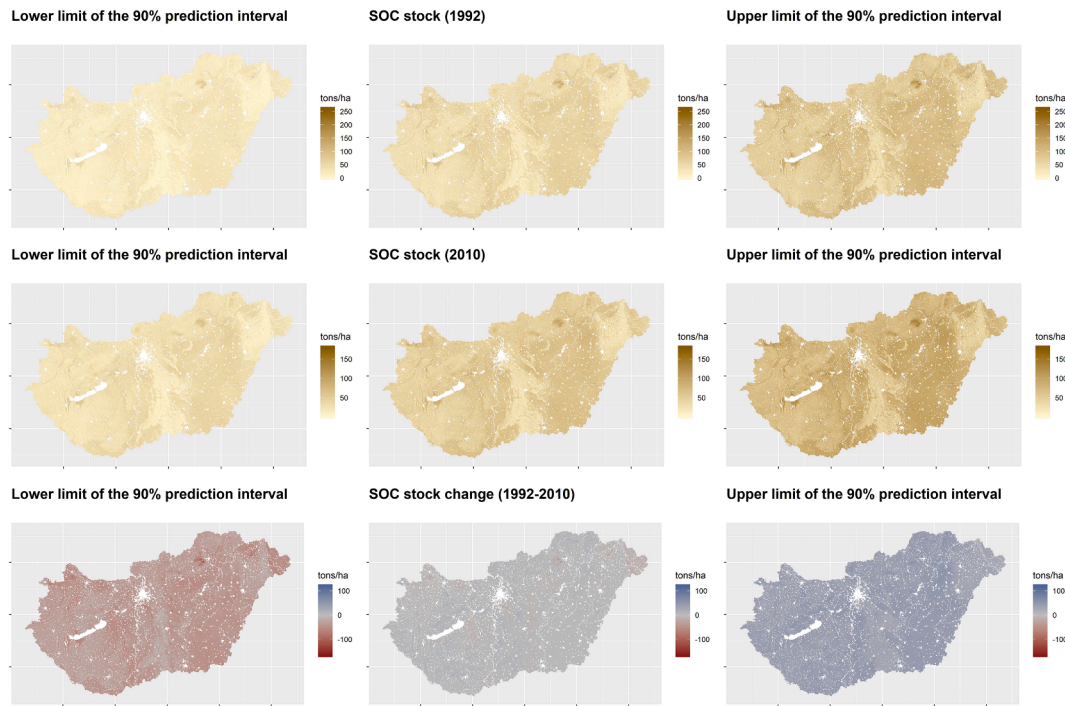 Lower limit of the 90% prediction interval
SOC stock (1992)
Upper limit of the 90% prediction interval
tons/ha
250
200
150
100
50
0
tons/ha
250
200
150
100
50
0
tons/ha
250
200
150
100
50
0
Lower limit of the 90% prediction interval
SOC stock (2010)
Upper limit of the 90% prediction interval
tons/ha
150
100
50
tons/ha
150
100
50
tons/ha
150
100
50
Lower limit of the 90% prediction interval
SOC stock change (1992-2010)
Upper limit of the 90% prediction interval
tons/ha
100
0
-100
tons/ha
100
0
-100
tons/ha
100
0
-100